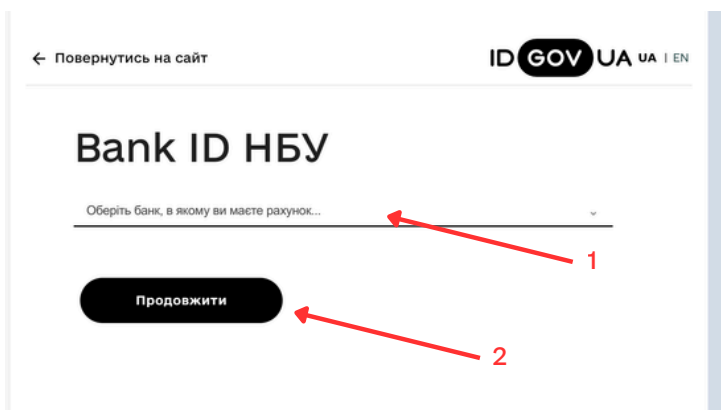 ← Повернутись на сайт
ID GOV UA UA | EN
Bank ID НБУ
Оберіть банк, в якому ви маєте рахунок...
1
Продовжити
2